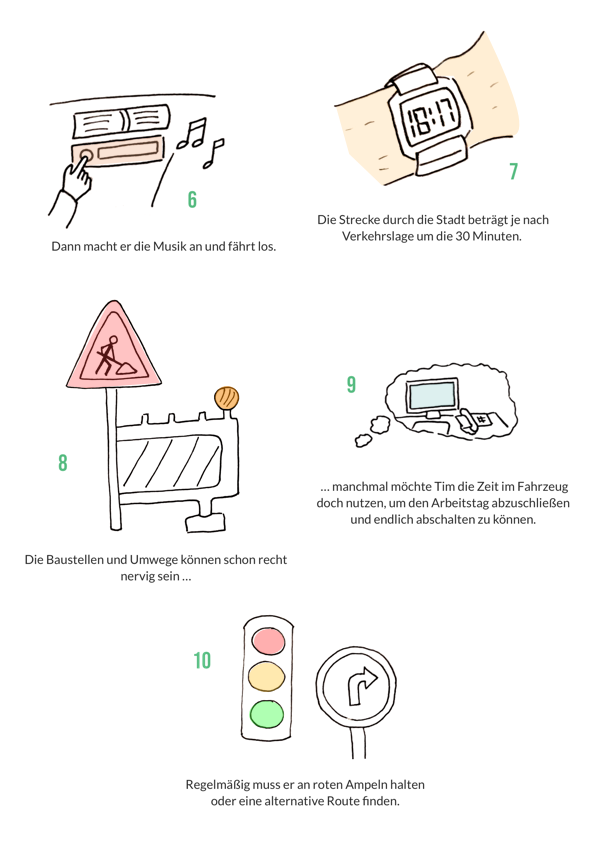 6
Dann macht er die Musik an und fährt los.
18:17
7
Die Strecke durch die Stadt beträgt je nach
Verkehrslage um die 30 Minuten.
8
Die Baustellen und Umwege können schon recht
nervig sein ...
9
... manchmal möchte Tim die Zeit im Fahrzeug
doch nutzen, um den Arbeitstag abzuschließen
und endlich abschalten zu können.
10
Regelmäßig muss er an roten Ampeln halten
oder eine alternative Route finden.